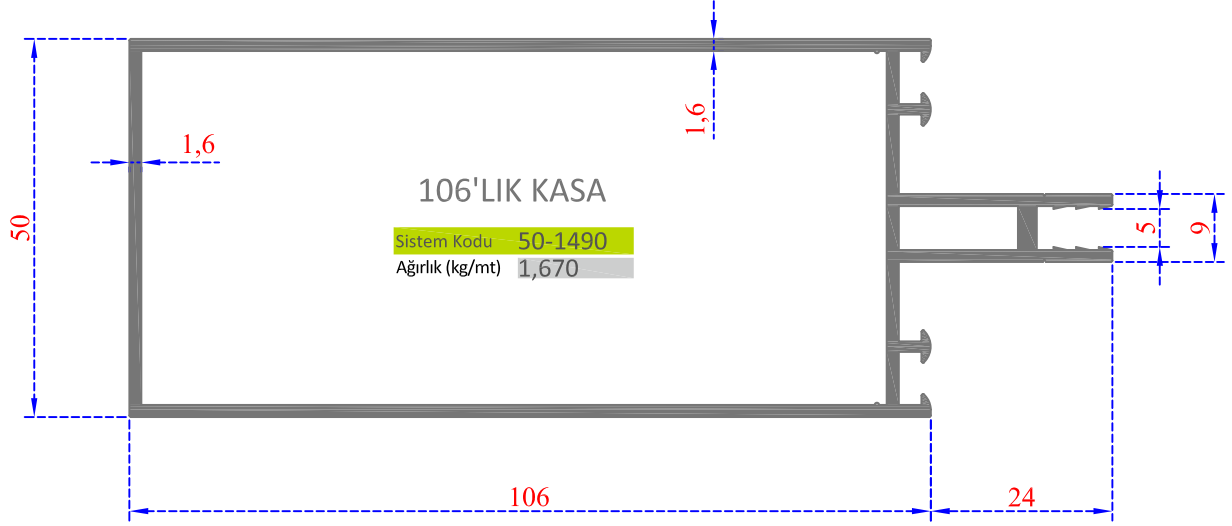 1,6
1,6
106'LIK KASA
50
5
9
Sistem Kodu 50-1490
Ağırlık (kg/mt) 1,670
106
24